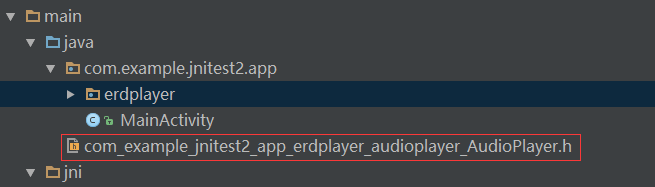 main
java
com.example.jnitest2.app
erdplayer
MainActivity
com_example_jnitest2_app_erdplayer_audioplayer_AudioPlayer.h
jni